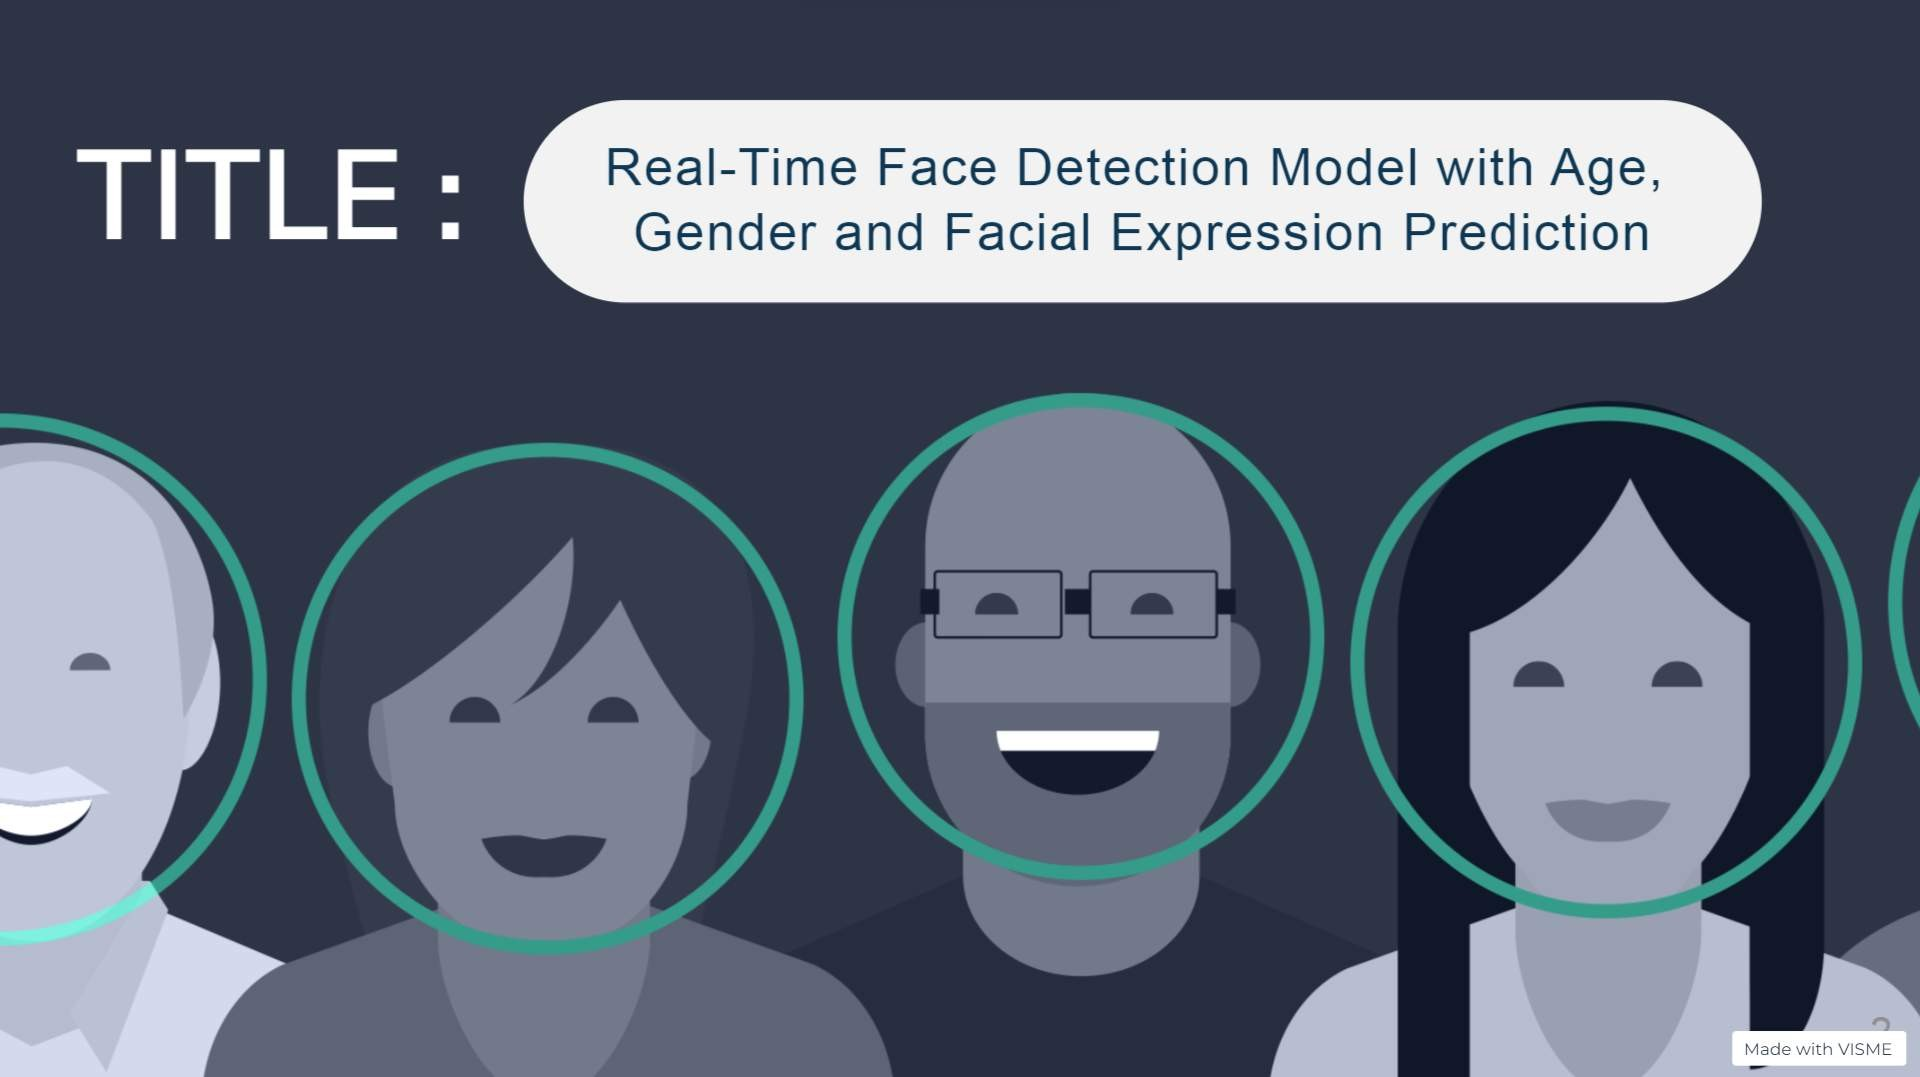 TITLE :
Real-Time Face Detection Model with Age,
Gender and Facial Expression Prediction
Made with VISME